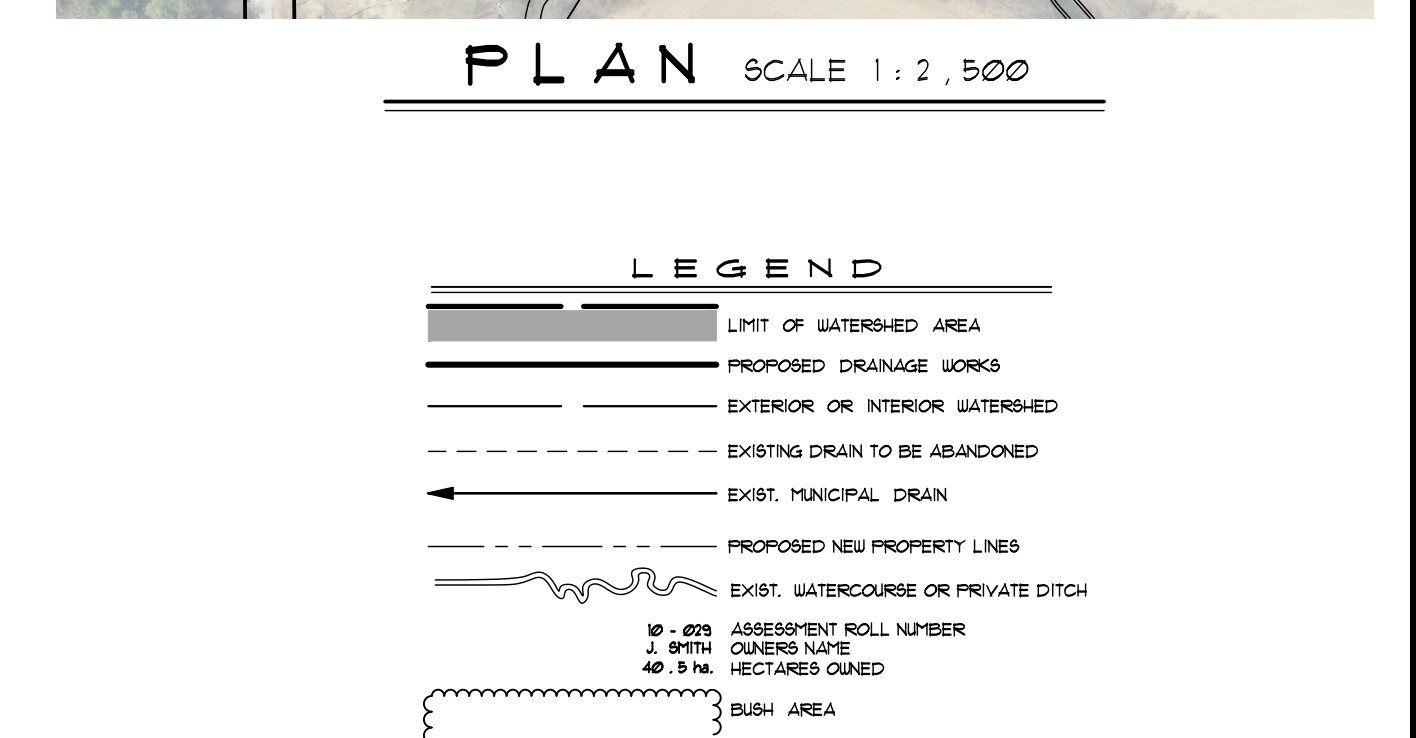 PLAN SCALE 1:2,500
LEGEND
LIMIT OF WATERSHED AREA
PROPOSED DRAINAGE WORKS
EXTERIOR OR INTERIOR WATERSHED
EXISTING DRAIN TO BE ABANDONED
EXIST. MUNICIPAL DRAIN
PROPOSED NEW PROPERTY LINES
EXIST. WATERCOURSE OR PRIVATE DITCH
10 - 029 ASSESSMENT ROLL NUMBER
J. SMITH OWNERS NAME
40.5 ha. HECTARES OWNED
BUSH AREA